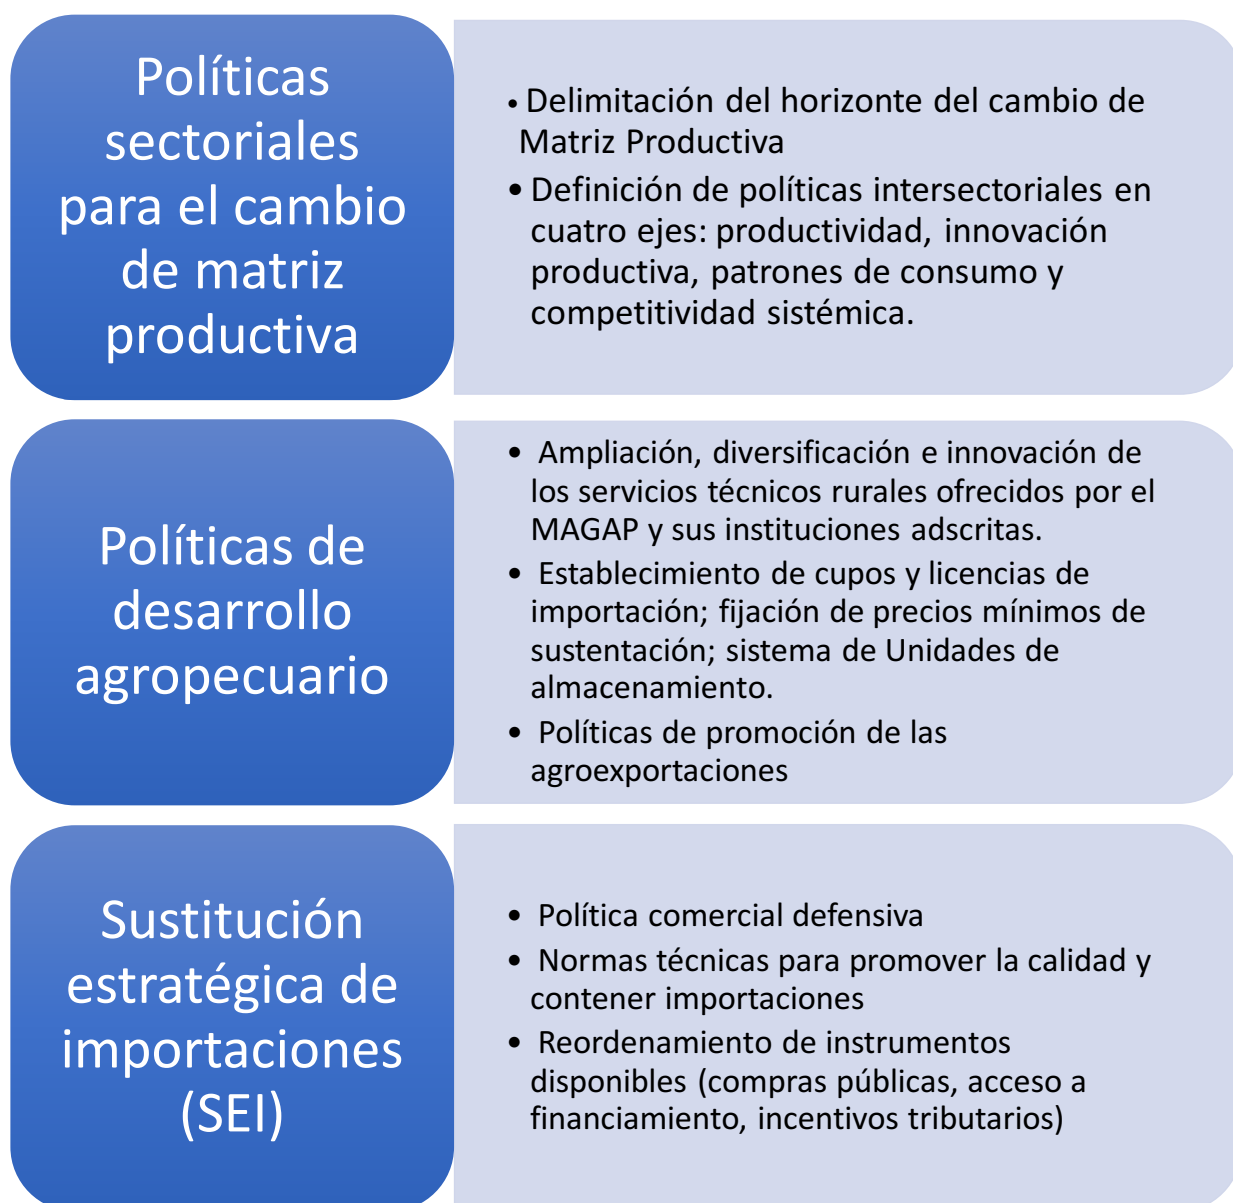 Políticas
sectoriales
para el cambio
de matriz
productiva
• Delimitación del horizonte del cambio de
Matriz Productiva
• Definición de políticas intersectoriales en
cuatro ejes: productividad, innovación
productiva, patrones de consumo y
competitividad sistémica.
Políticas de
desarrollo
agropecuario
• Ampliación, diversificación e innovación de
los servicios técnicos rurales ofrecidos por el
MAGAP y sus instituciones adscritas.
• Establecimiento de cupos y licencias de
importación; fijación de precios mínimos de
sustentación; sistema de Unidades de
almacenamiento.
• Políticas de promoción de las
agroexportaciones
Sustitución
estratégica de
importaciones
(SEI)
• Política comercial defensiva
• Normas técnicas para promover la calidad y
contener importaciones
• Reordenamiento de instrumentos
disponibles (compras públicas, acceso a
financiamiento, incentivos tributarios)